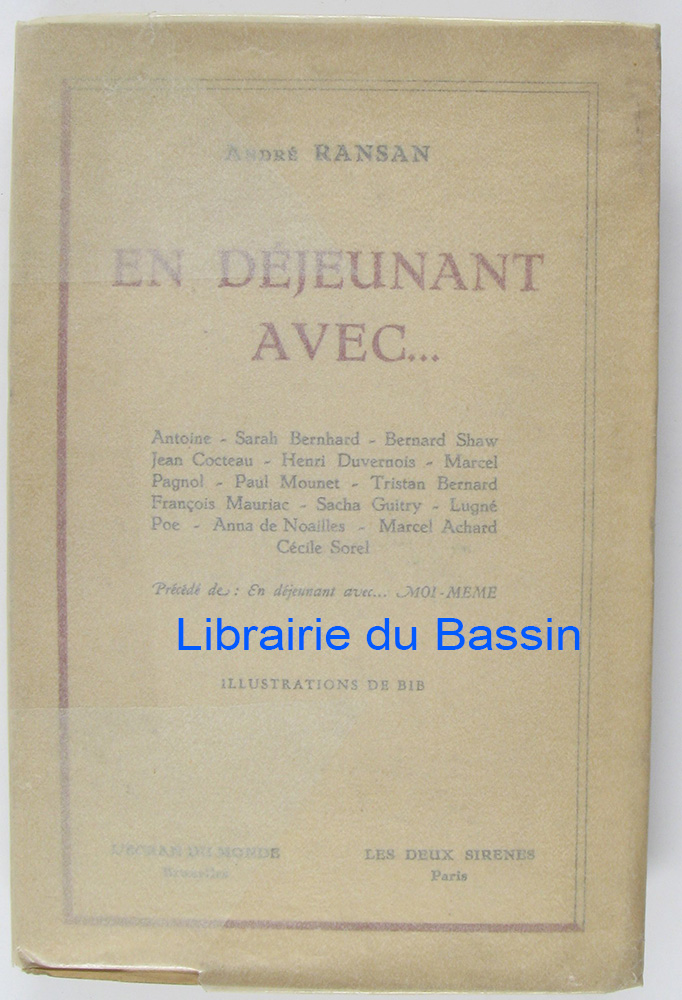 André RANSAN
EN DÉJEUNANT
AVEC...
Antoine - Sarah Bernhard - Bernard Shaw
Jean Cocteau - Henri Duvernois - Marcel
Pagnol - Paul Mounet - Tristan Bernard
François Mauriac - Sacha Guitry - Lugné
Poe - Anna de Noailles - Marcel Achard
Cécile Sorel
Précédé de : En déjeunant avec... MOI-MEME
Librairie du Bassin
ILLUSTRATIONS DE BIB
L'ECRAN DU MONDE
Bruxelles
LES DEUX SIRENES
Paris